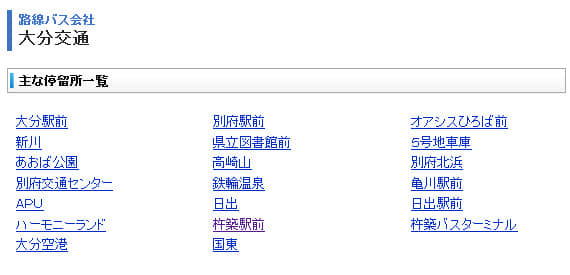 路線バス会社
大分交通
主な停留所一覧
大分駅前 別府駅前 オアシスひろば前
新川 県立図書館前 5号地車庫
あおば公園 高崎山 別府北浜
別府交通センター 鉄輪温泉 亀川駅前
APU 日出 日出駅前
ハーモニーランド 杵築駅前 杵築バスターミナル
大分空港 国東